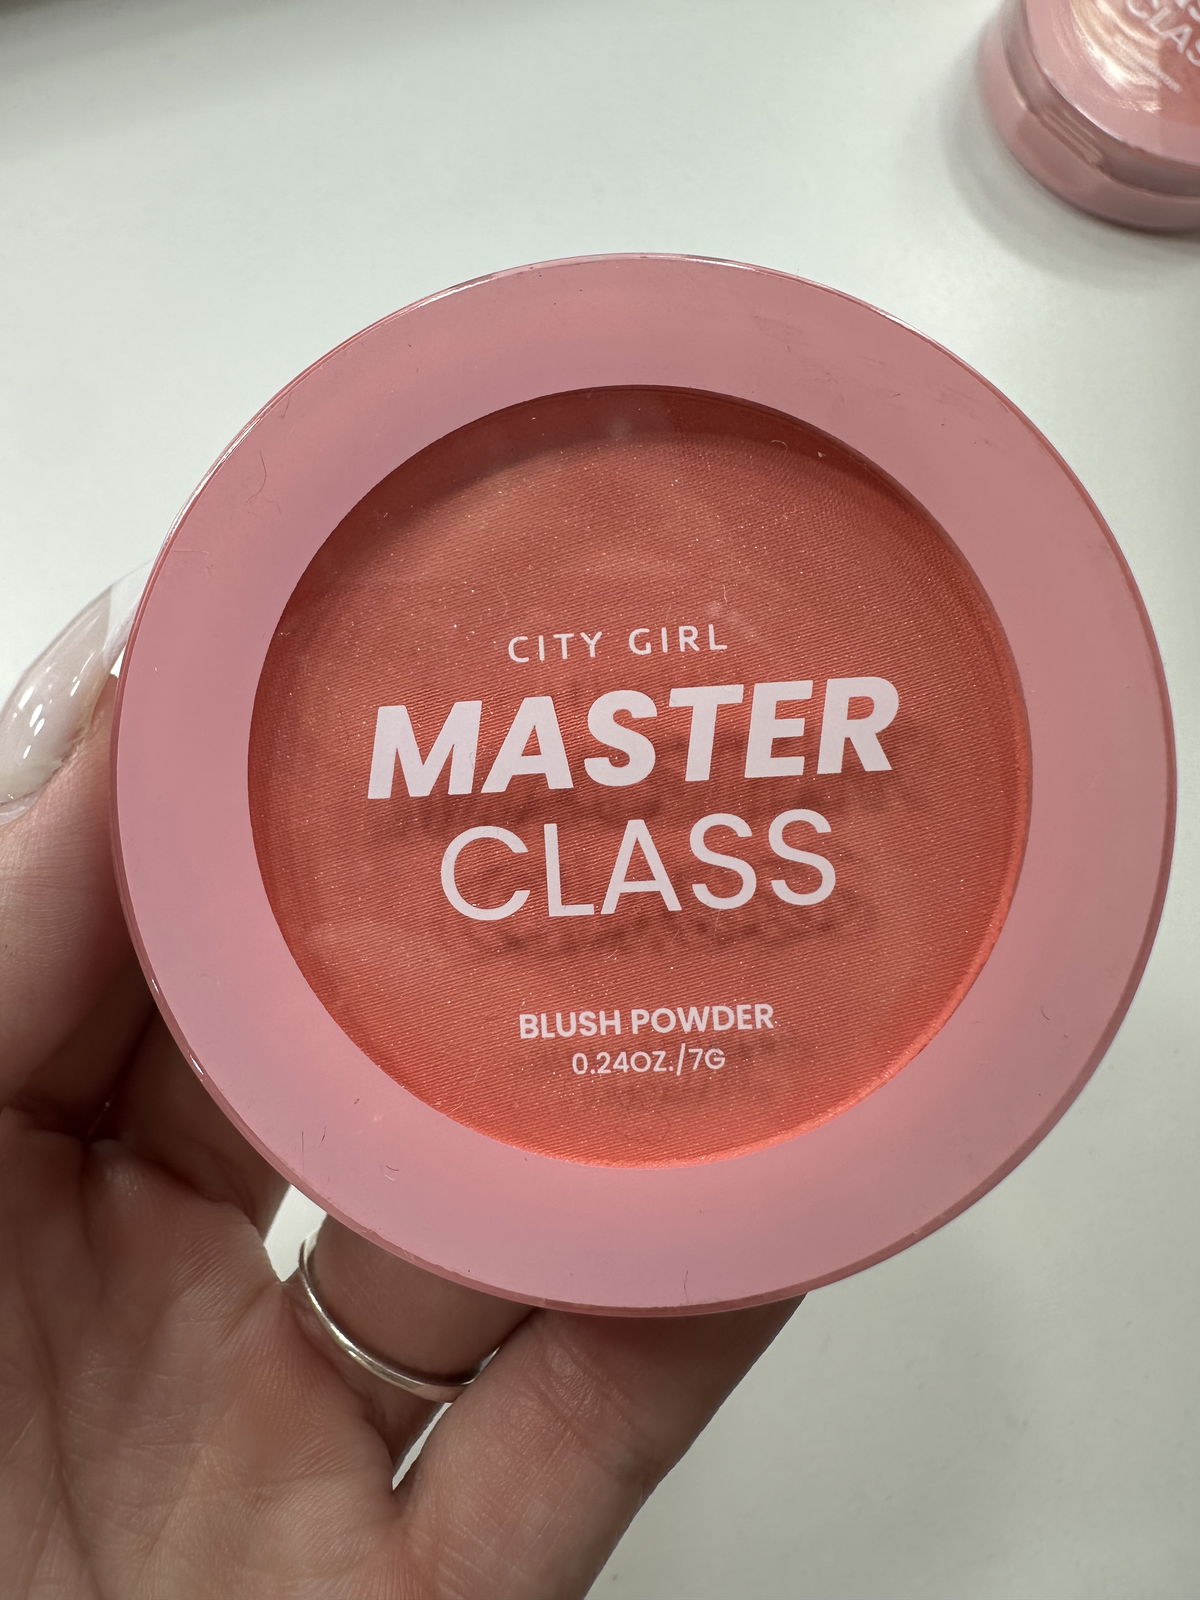 CITY GIRL
MASTER
CLASS
BLUSH POWDER
0.24OZ./7G